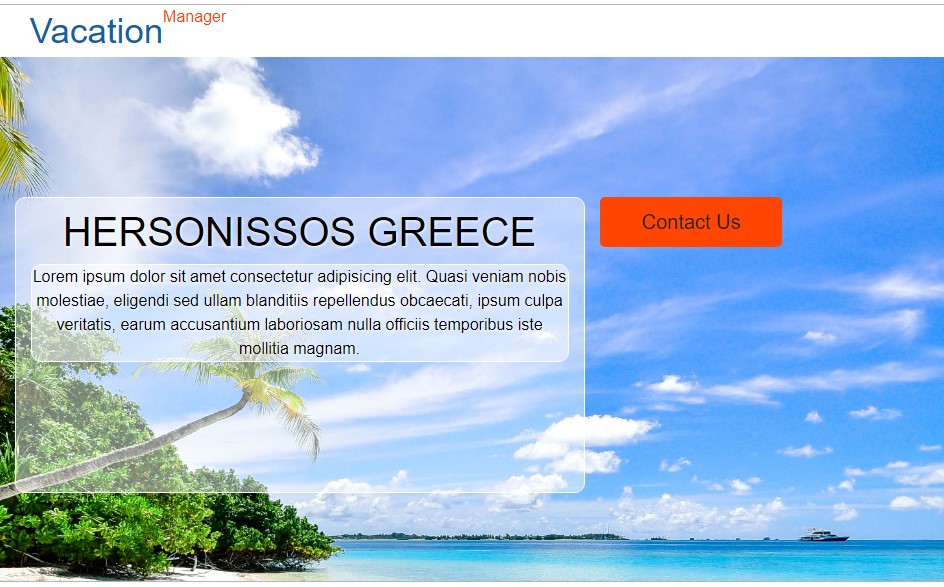 Vacation Manager
HERSONISSOS GREECE
Lorem ipsum dolor sit amet consectetur adipisicing elit. Quasi veniam nobis
molestiae, eligendi sed ullam blanditiis repellendus obcaecati, ipsum culpa
veritatis, earum accusantium laboriosam nulla officiis temporibus iste
mollitia magnam.
Contact Us